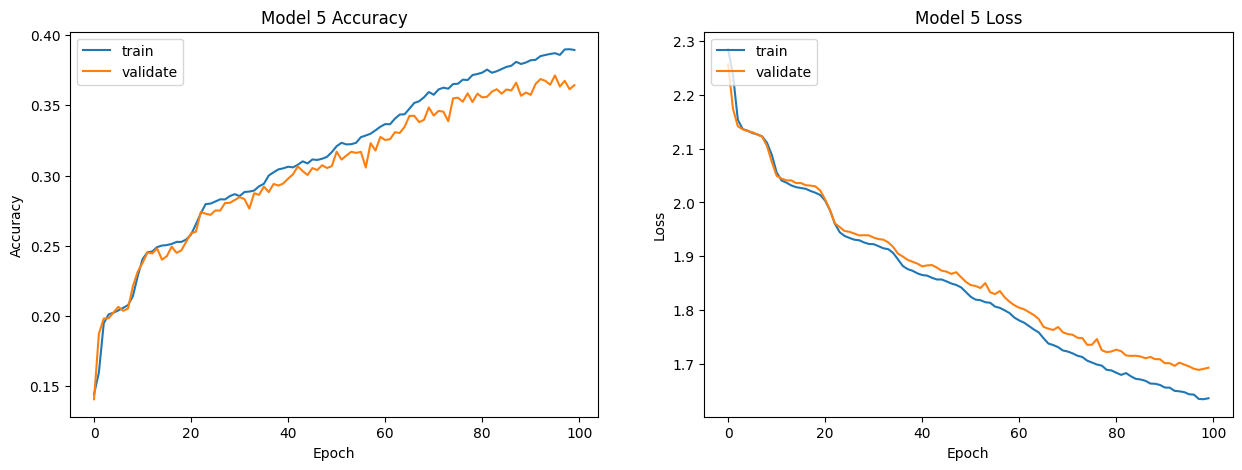 Model 5 Accuracy
train
validate
0.40
0.35
0.30
0.25
0.20
0.15
Accuracy
0
20
40
60
80
100
Epoch
Model 5 Loss
train
validate
2.3
2.2
2.1
2.0
1.9
1.8
1.7
Loss
0
20
40
60
80
100
Epoch